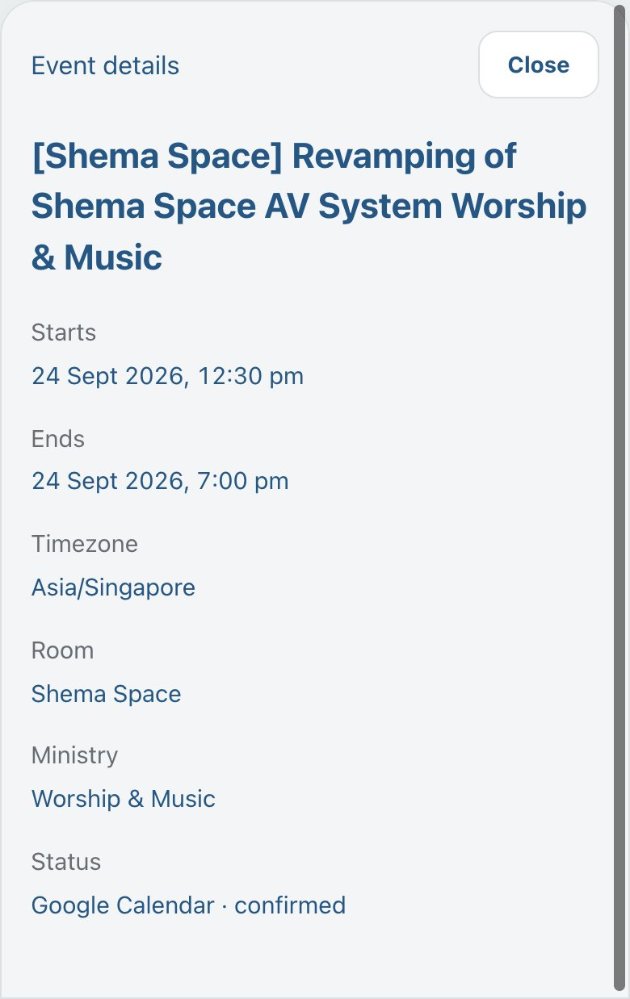 Event details
Close
[Shema Space] Revamping of
Shema Space AV System Worship
& Music
Starts
24 Sept 2026, 12:30 pm
Ends
24 Sept 2026, 7:00 pm
Timezone
Asia/Singapore
Room
Shema Space
Ministry
Worship & Music
Status
Google Calendar · confirmed